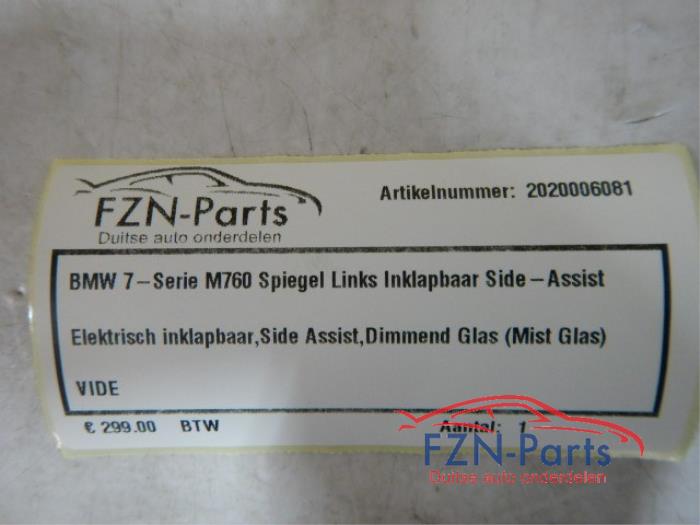 FZN-Parts
Duitse auto onderdelen
Artikelnummer: 2020006081
BMW 7-Serie M760 Spiegel Links Inklapbaar Side-Assist
Elektrisch inklapbaar,Side Assist,Dimmend Glas (Mist Glas)
VIDE
€ 299.00 BTW
Aantal: 1
FZN-Parts
Duitse auto onderdelen